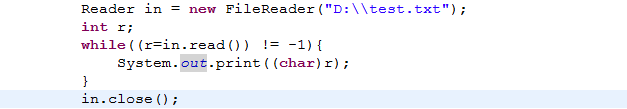 Reader in = new FileReader("D:\\test.txt");
int r;
while((r=in.read()) != -1){
System.out.print((char)r);
}
in.close();